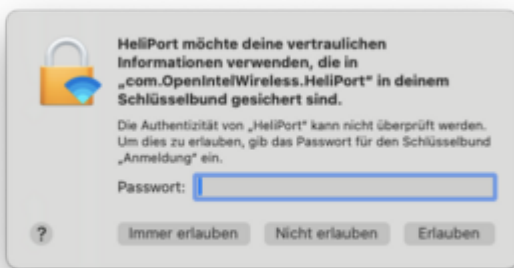 HeliPort möchte deine vertraulichen
Informationen verwenden, die in
„com.OpenIntelWireless.HeliPort“ in deinem
Schlüsselbund gesichert sind.
Die Authentizität von „HeliPort“ kann nicht überprüft werden.
Um dies zu erlauben, gib das Passwort für den Schlüsselbund
„Anmeldung“ ein.
Passwort:
? Immer erlauben Nicht erlauben Erlauben